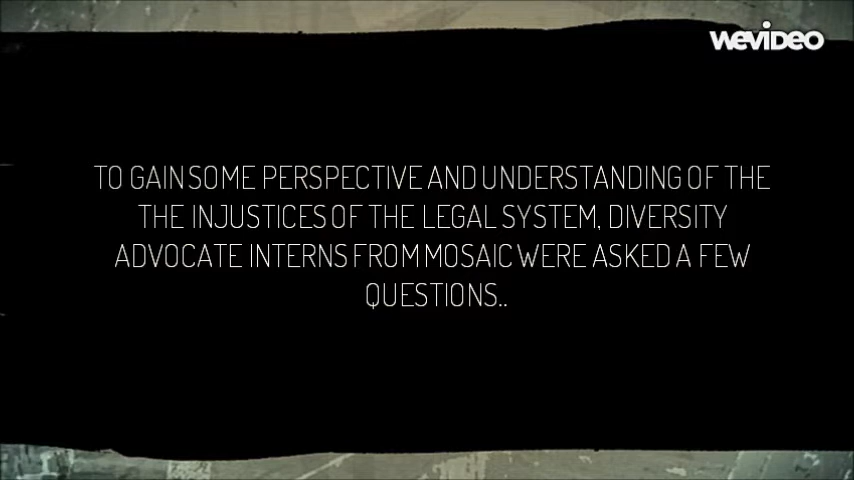 WEVIDEO
TO GAIN SOME PERSPECTIVE AND UNDERSTANDING OF THE
THE INJUSTICES OF THE LEGAL SYSTEM, DIVERSITY
ADVOCATE INTERNS FROM MOSAIC WERE ASKED A FEW
QUESTIONS..